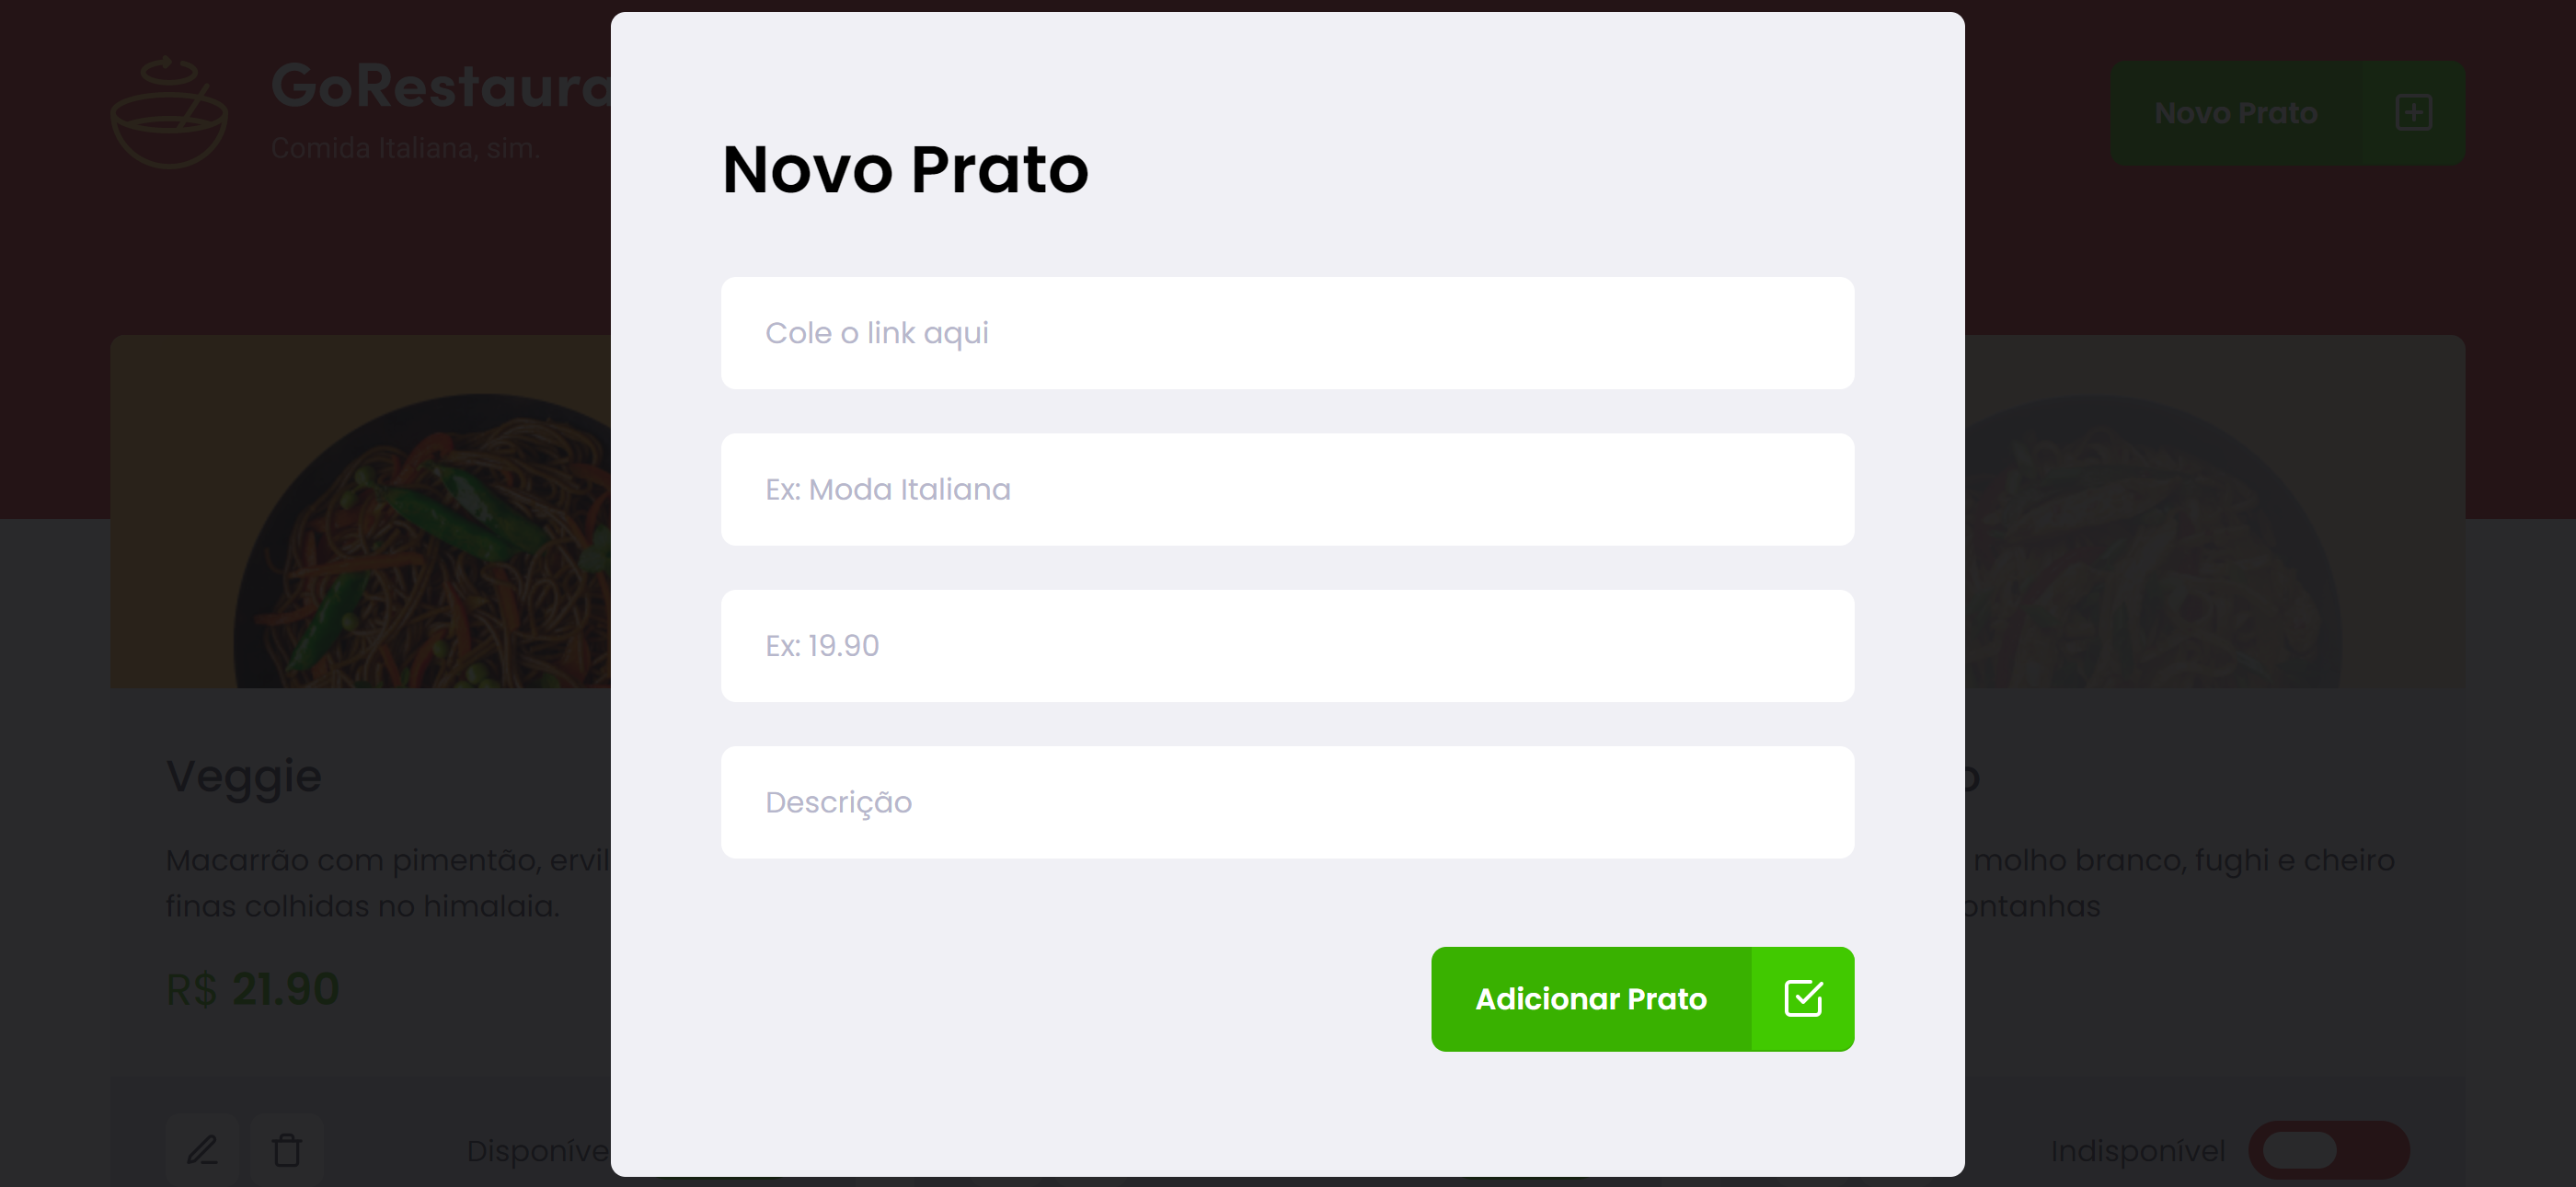 GoRestaura
Comida Italiana, sim.
Novo Prato
Novo Prato
Cole o link aqui
Ex: Moda Italiana
Ex: 19.90
Descrição
Adicionar Prato
Veggie
Macarrão com pimentão, ervil
finas colhidas no himalaia.
R$ 21.90
Disponíve
o
molho branco, fughi e cheiro
ontanhas
Indisponível